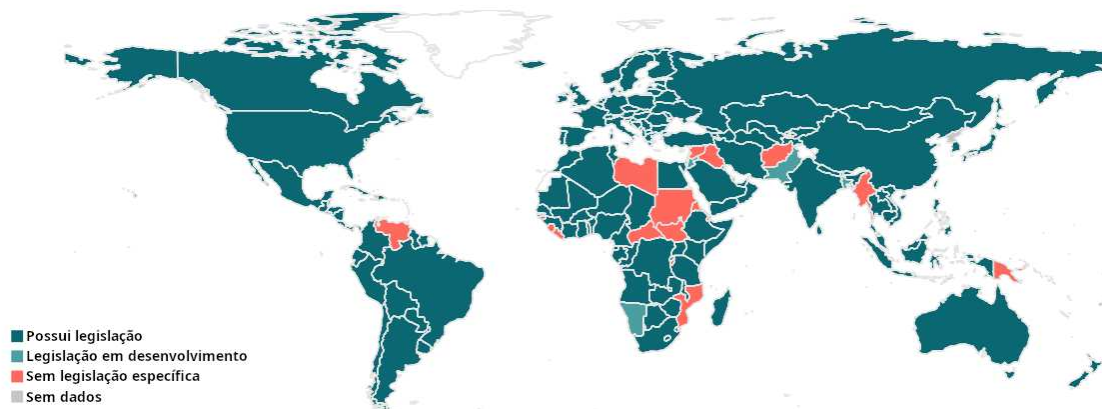 Possui legislação
Legislação em desenvolvimento
Sem legislação específica
Sem dados